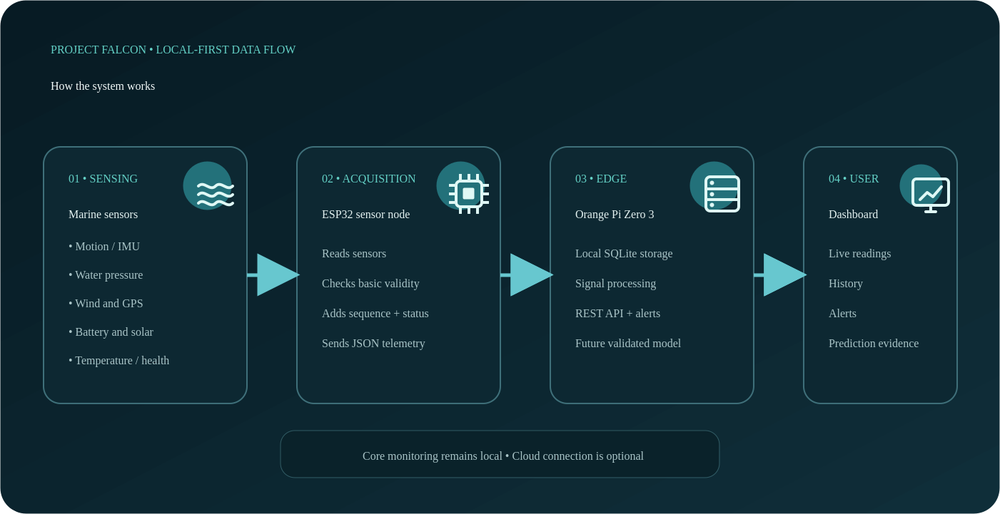 PROJECT FALCON • LOCAL-FIRST DATA FLOW
How the system works
01 • SENSING
Marine sensors
• Motion / IMU
• Water pressure
• Wind and GPS
• Battery and solar
• Temperature / health
02 • ACQUISITION
ESP32 sensor node
Reads sensors
Checks basic validity
Adds sequence + status
Sends JSON telemetry
03 • EDGE
Orange Pi Zero 3
Local SQLite storage
Signal processing
REST API + alerts
Future validated model
04 • USER
Dashboard
Live readings
History
Alerts
Prediction evidence
Core monitoring remains local • Cloud connection is optional